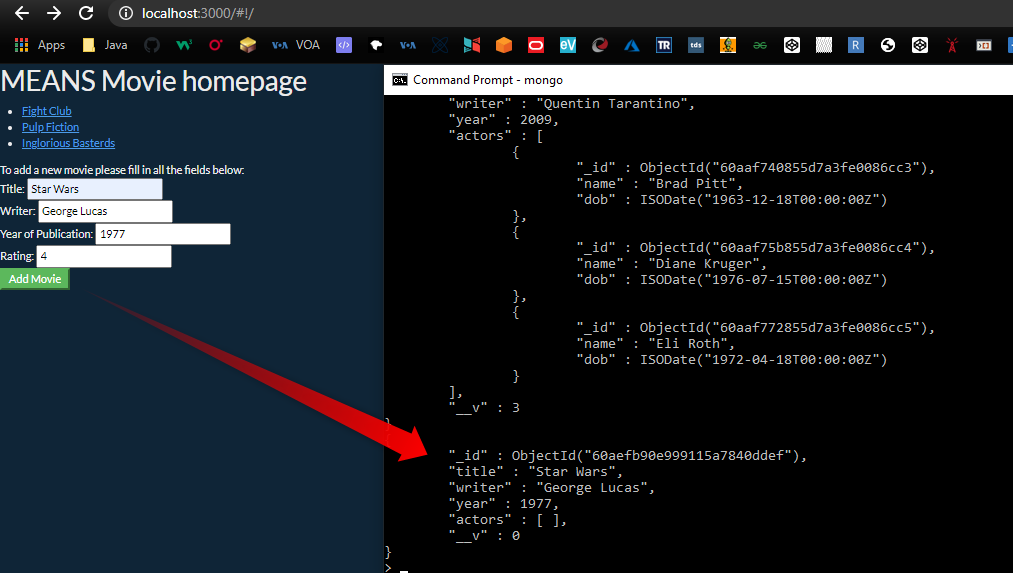 localhost:3000/#!/
Apps
Java
VOA
VOA
VOA
eV
TR
tds
R
MEANS Movie homepage
Fight Club
Pulp Fiction
Inglorious Basterds
To add a new movie please fill in all the fields below:
Title: Star Wars
Writer: George Lucas
Year of Publication: 1977
Rating: 4
Add Movie
Command Prompt - mongo
"writer" : "Quentin Tarantino",
"year" : 2009,
"actors" : [
{
"_id" : ObjectId("60aaf740855d7a3fe0086cc3"),
"name" : "Brad Pitt",
"dob" : ISODate("1963-12-18T00:00:00Z")
},
{
"_id" : ObjectId("60aaf75b855d7a3fe0086cc4"),
"name" : "Diane Kruger",
"dob" : ISODate("1976-07-15T00:00:00Z")
},
{
"_id" : ObjectId("60aaf772855d7a3fe0086cc5"),
"name" : "Eli Roth",
"dob" : ISODate("1972-04-18T00:00:00Z")
}
],
"__v" : 3
}
"_id" : ObjectId("60aefb90e999115a7840ddef"),
"title" : "Star Wars",
"writer" : "George Lucas",
"year" : 1977,
"actors" : [ ],
"__v" : 0
}
> _